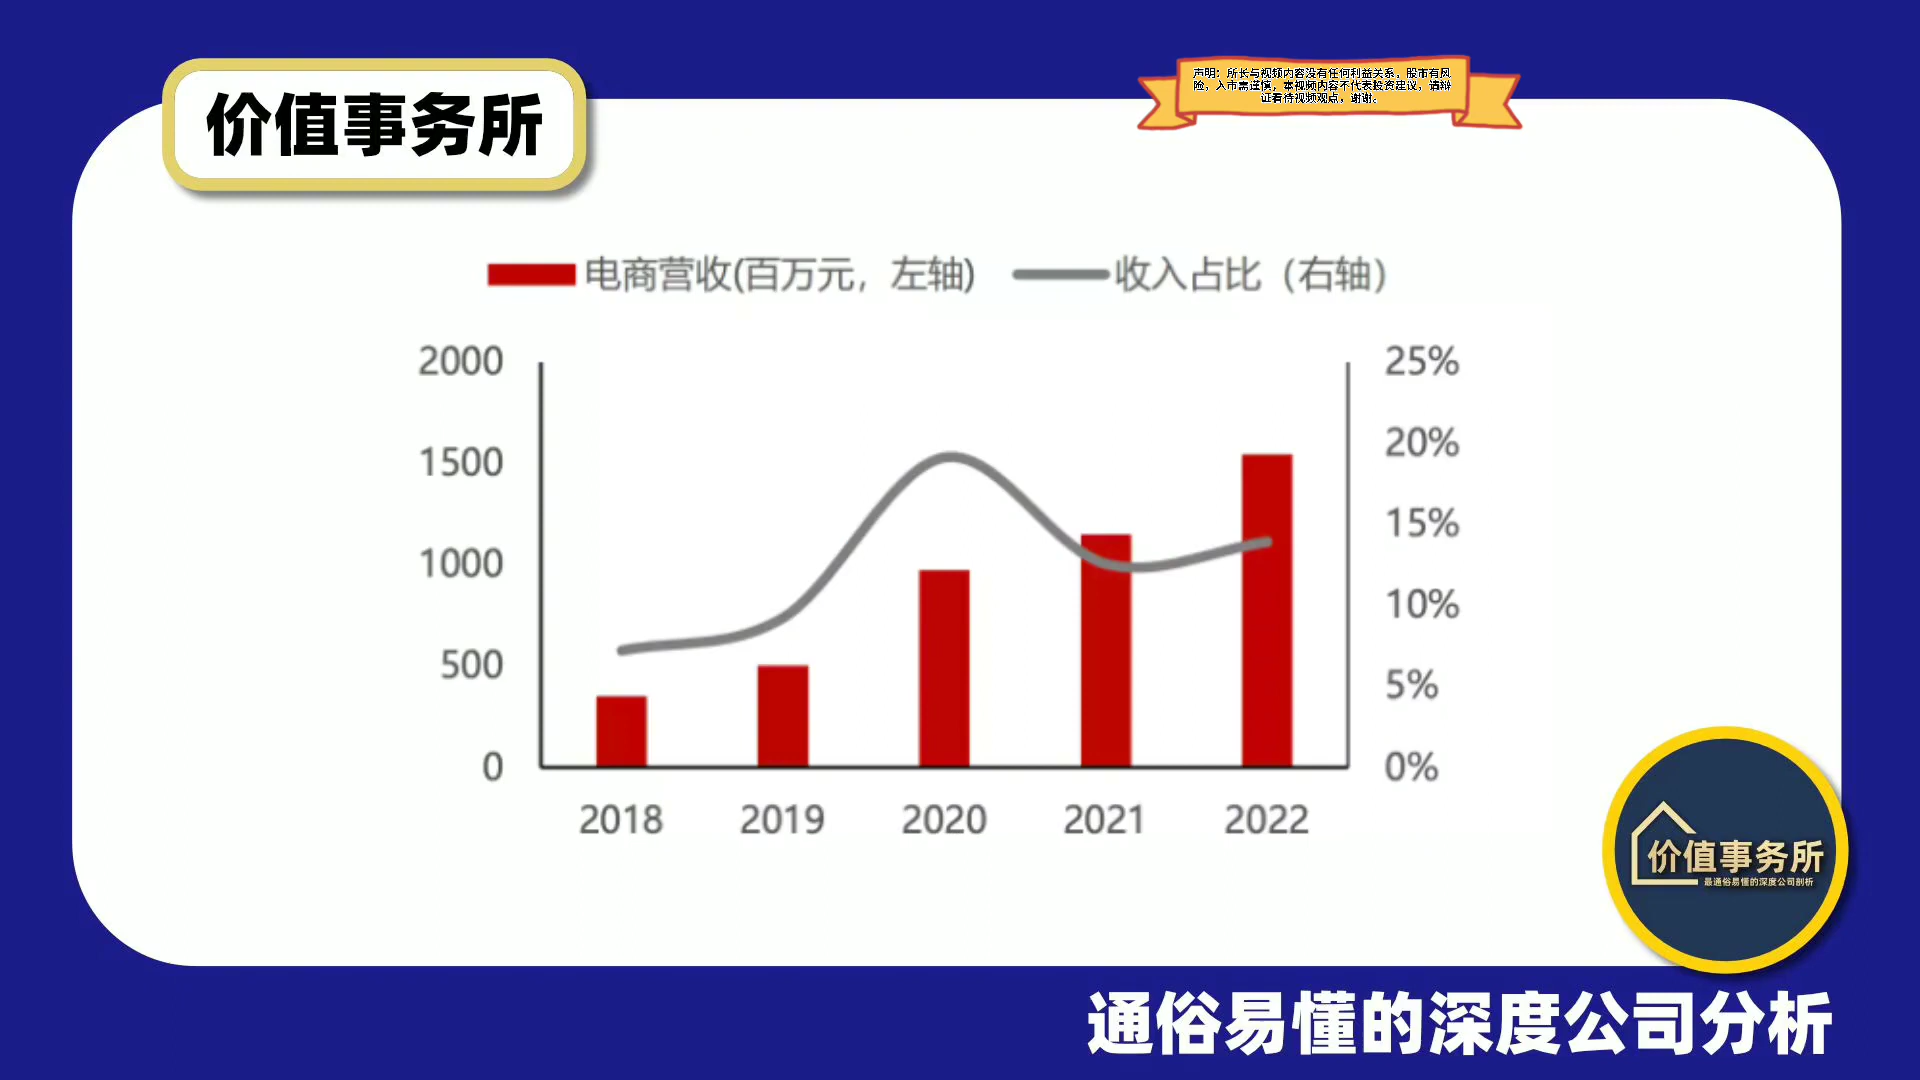 价值事务所
声明：所长与视频内容没有任何利益关系，股市有风
险，入市需谨慎，本视频内容不代表投资建议，请辩
证看待视频观点，谢谢。
电商营收(百万元，左轴) 收入占比（右轴）
2000 25%
20%
1500
15%
1000
10%
500
5%
0 0%
2018 2019 2020 2021 2022
价值事务所
最通俗易懂的深度公司剖析
通俗易懂的深度公司分析